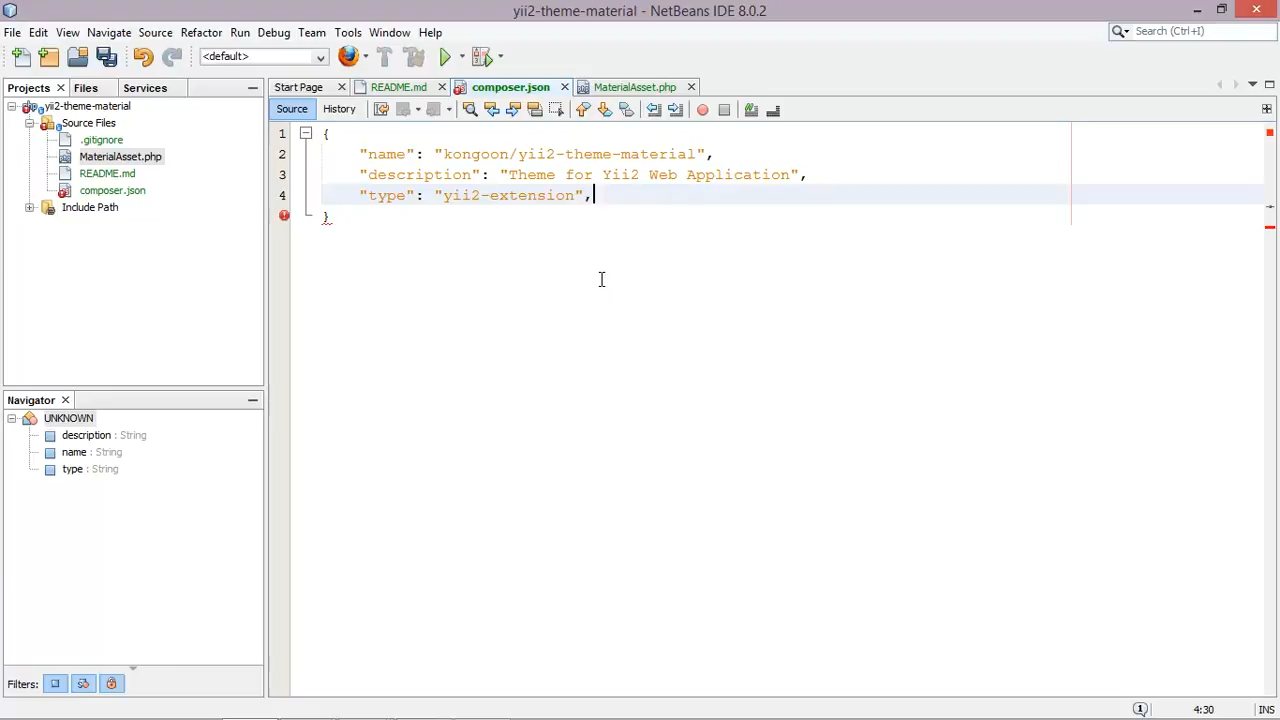 yii2-theme-material - NetBeans IDE 8.0.2
File Edit View Navigate Source Refactor Run Debug Team Tools Window Help
Search (Ctrl+I)
<default>
Projects Files Services
Start Page README.md composer.json MaterialAsset.php
yii2-theme-material
Source Files
.gitignore
MaterialAsset.php
README.md
composer.json
Include Path
Source History
1 {
2 "name": "kongoon/yii2-theme-material",
3 "description": "Theme for Yii2 Web Application",
4 "type": "yii2-extension",
}
Navigator
UNKNOWN
description : String
name : String
type : String
Filters:
4:30 INS